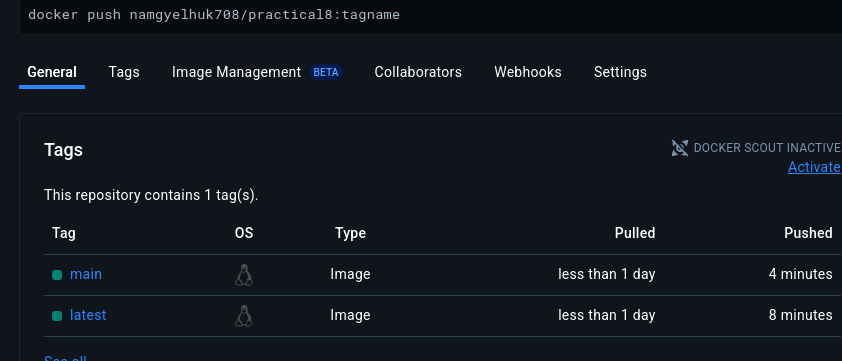 docker push namgyelhuk708/practical8:tagname
General Tags Image Management BETA Collaborators Webhooks Settings
Tags
DOCKER SCOUT INACTIVE
Activate
This repository contains 1 tag(s).
Tag OS Type Pulled Pushed
main Image less than 1 day 4 minutes
latest Image less than 1 day 8 minutes
See all